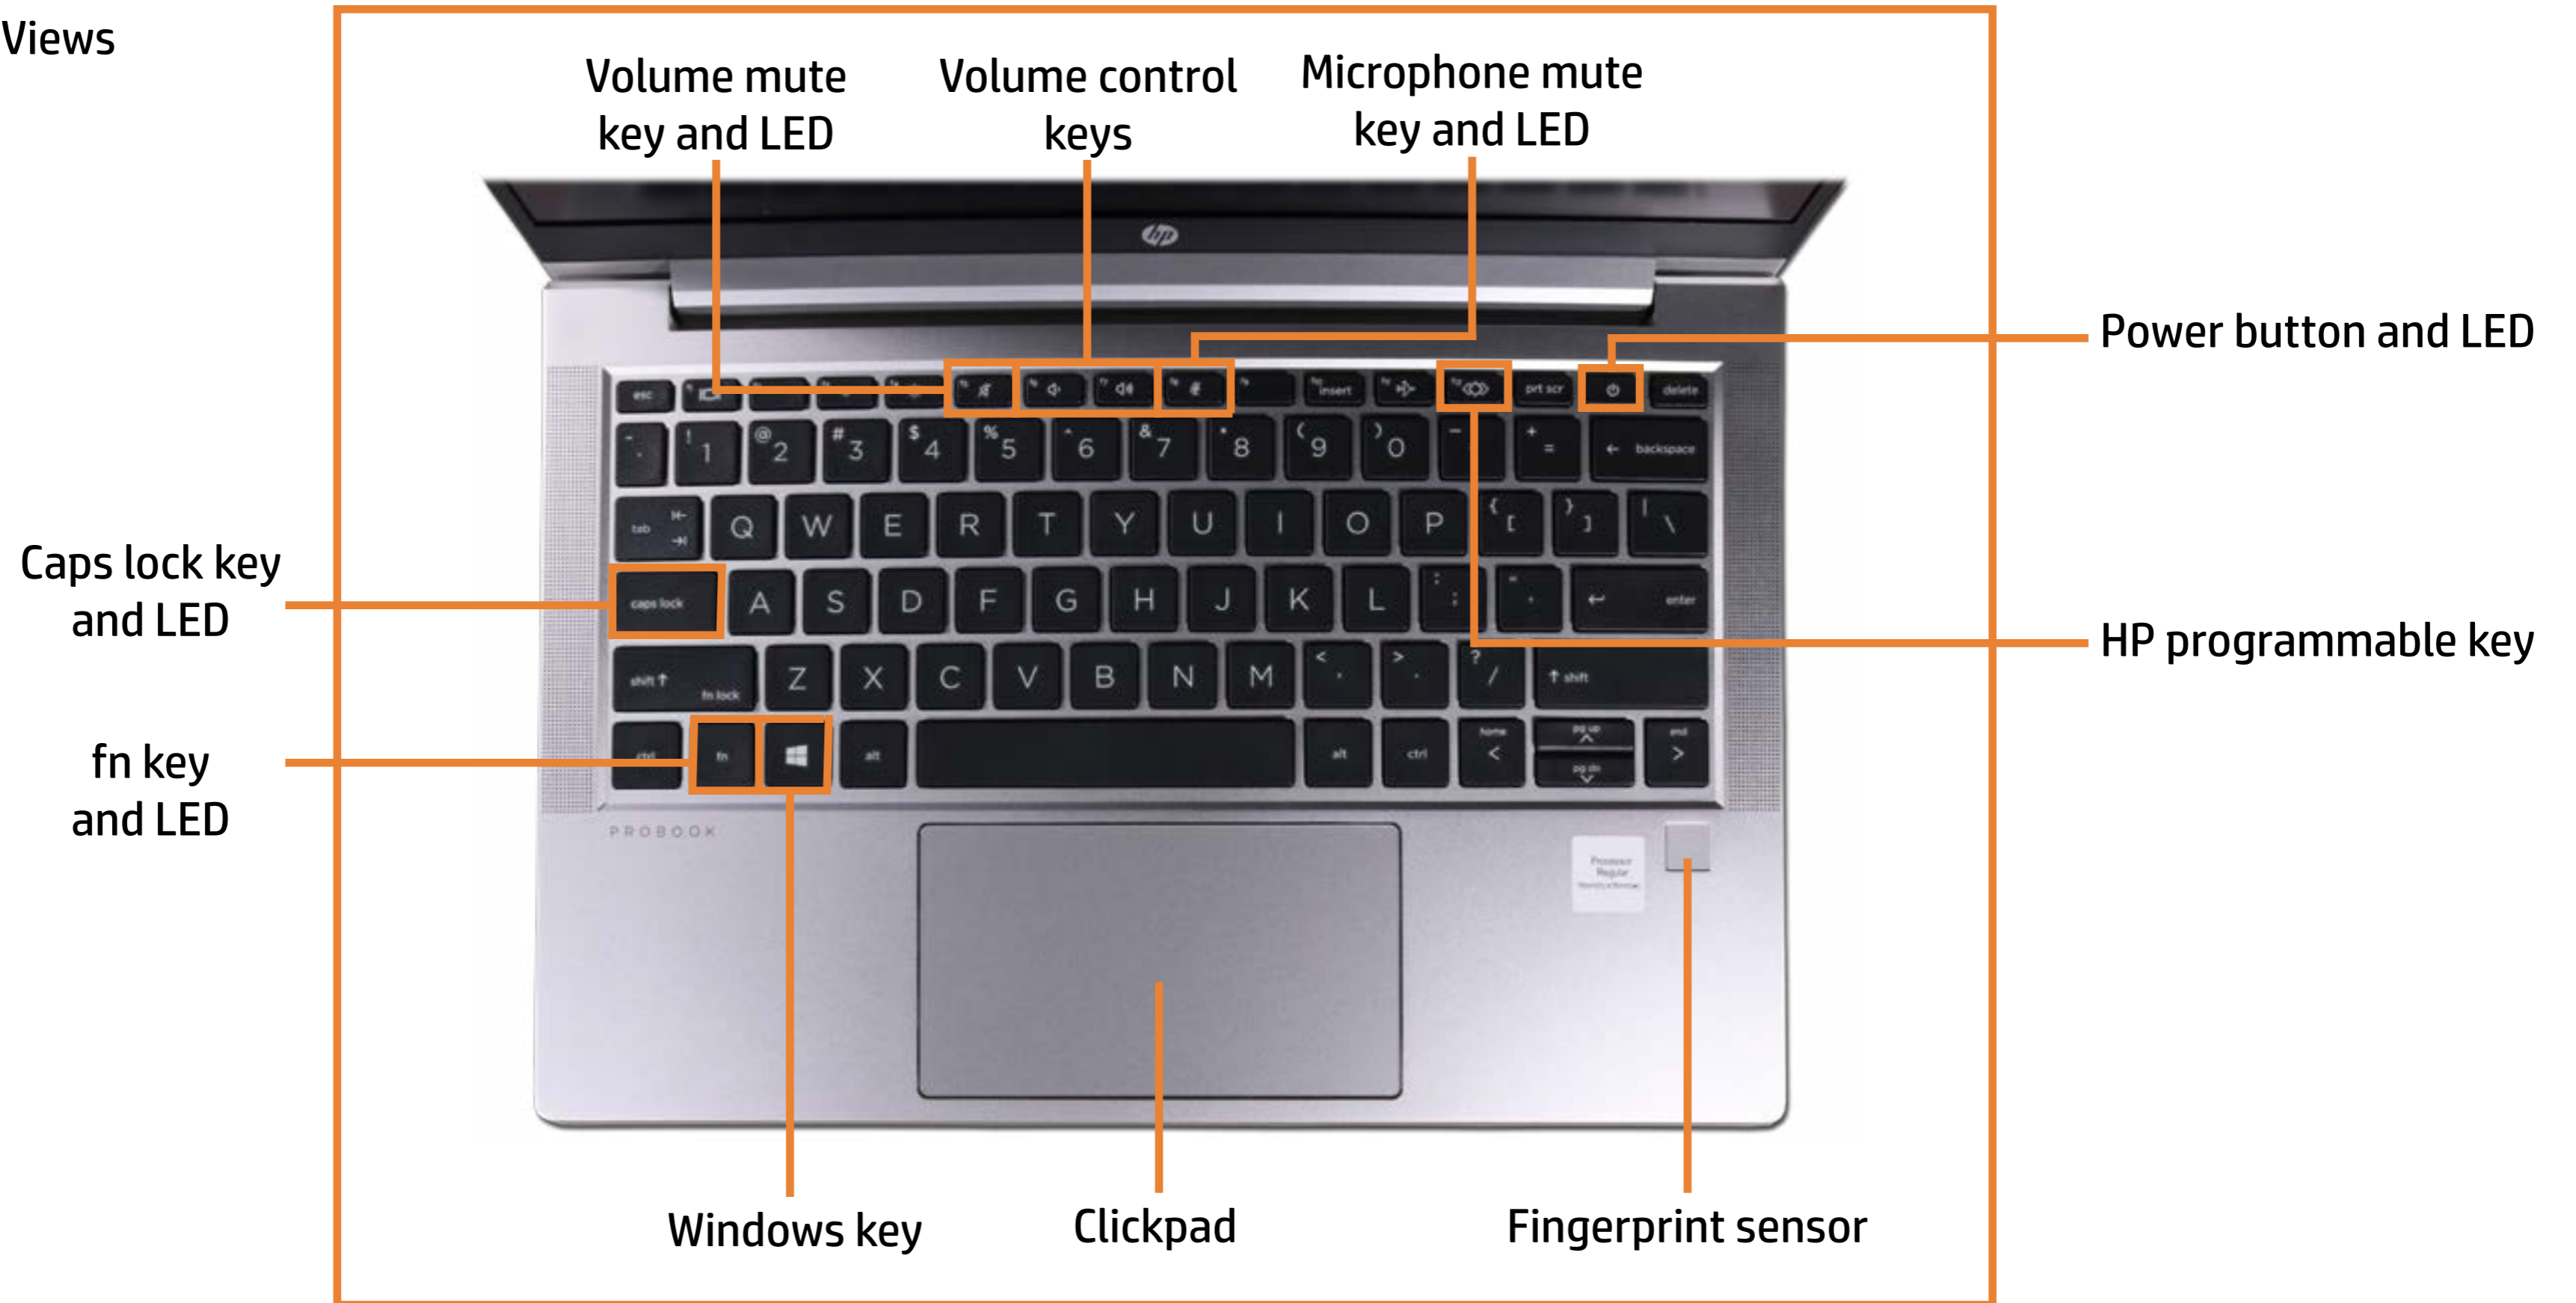 Views
Volume mute
key and LED
Volume control
keys
Microphone mute
key and LED
hp
Power button and LED
esc
insert
prt scr
delete
! 1 @ 2 # 3 $ 4 % 5 ^ 6 & 7 * 8 ( 9 ) 0 - + = backspace
tab Q W E R T Y U I O P { [ } ] | \
Caps lock key
and LED
caps lock A S D F G H J K L : ; enter
HP programmable key
shift fn lock Z X C V B N M < > ? / shift
fn key
and LED
ctrl fn alt alt ctrl home < pg up pg dn end >
PROBOOK
Processor
Regular
Windows key
Clickpad
Fingerprint sensor